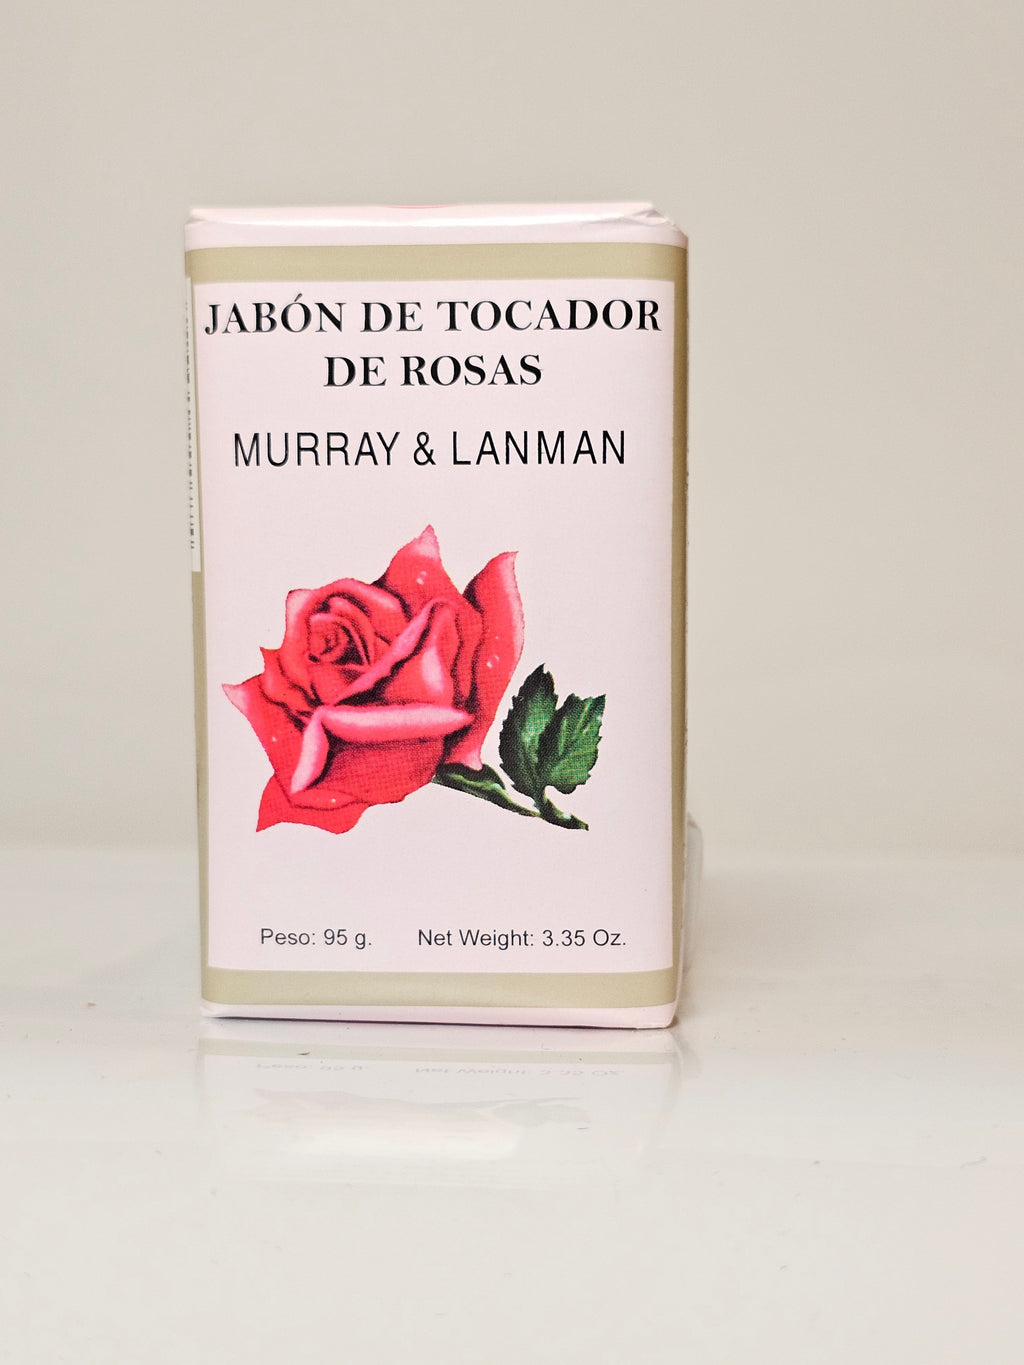 JABÓN DE TOCADOR
DE ROSAS
MURRAY & LANMAN
Peso: 95 g. Net Weight: 3.35 Oz.